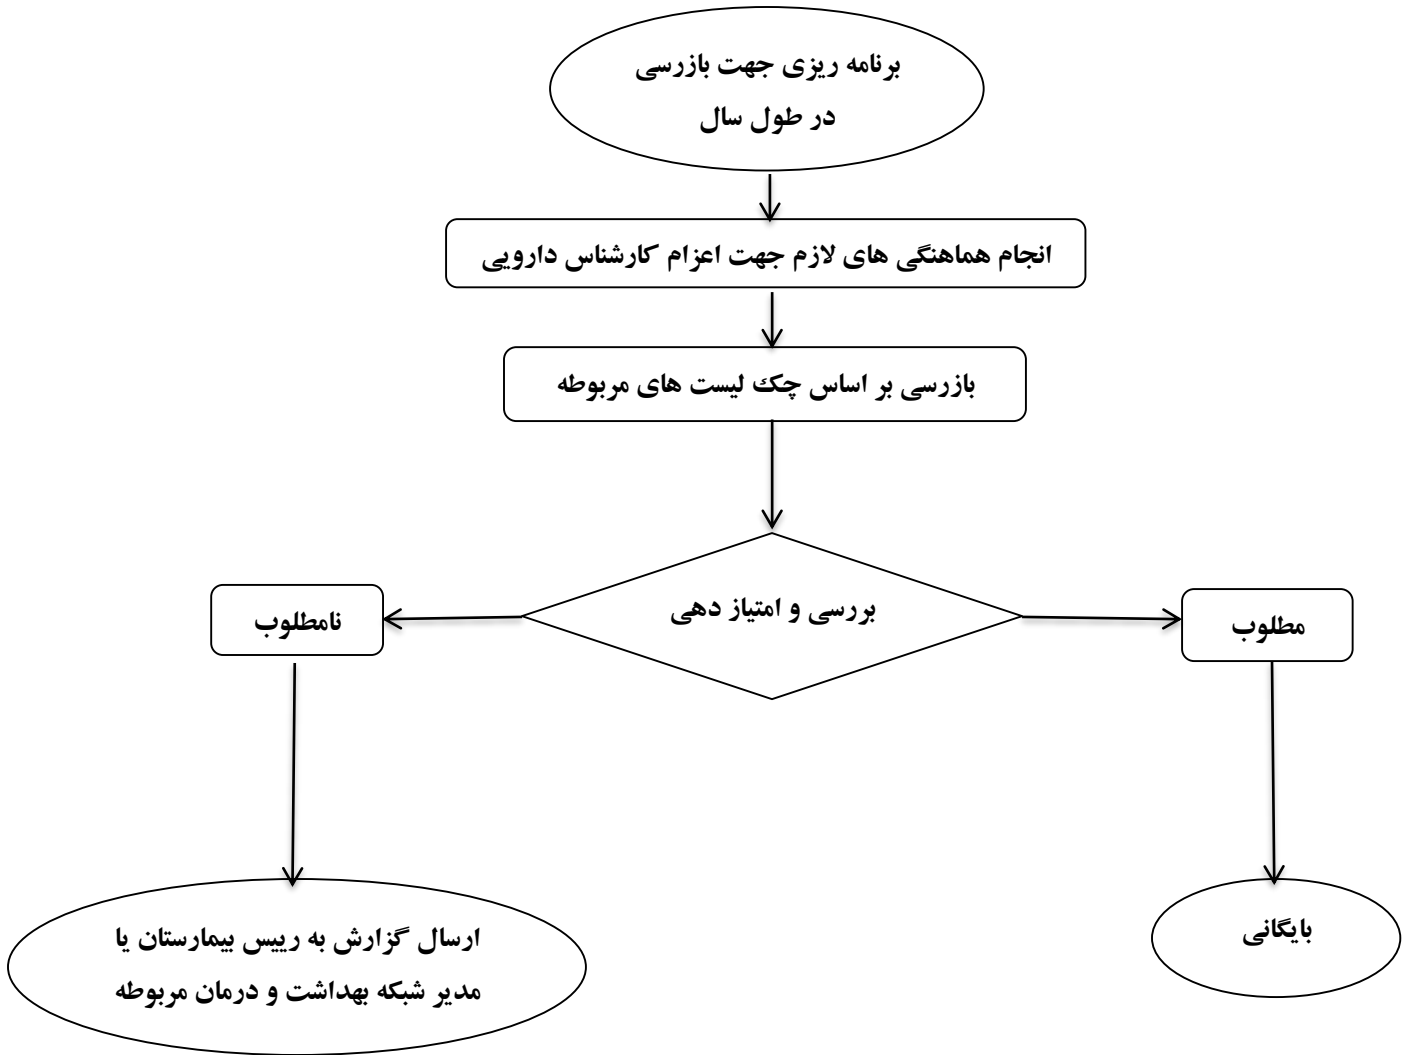 برنامه ریزی جهت بازرسی
در طول سال
انجام هماهنگی های لازم جهت اعزام کارشناس دارویی
بازرسی بر اساس چک لیست های مربوطه
بررسی و امتیاز دهی
مطلوب
نامطلوب
بایگانی
ارسال گزارش به رییس بیمارستان یا
مدیر شبکه بهداشت و درمان مربوطه